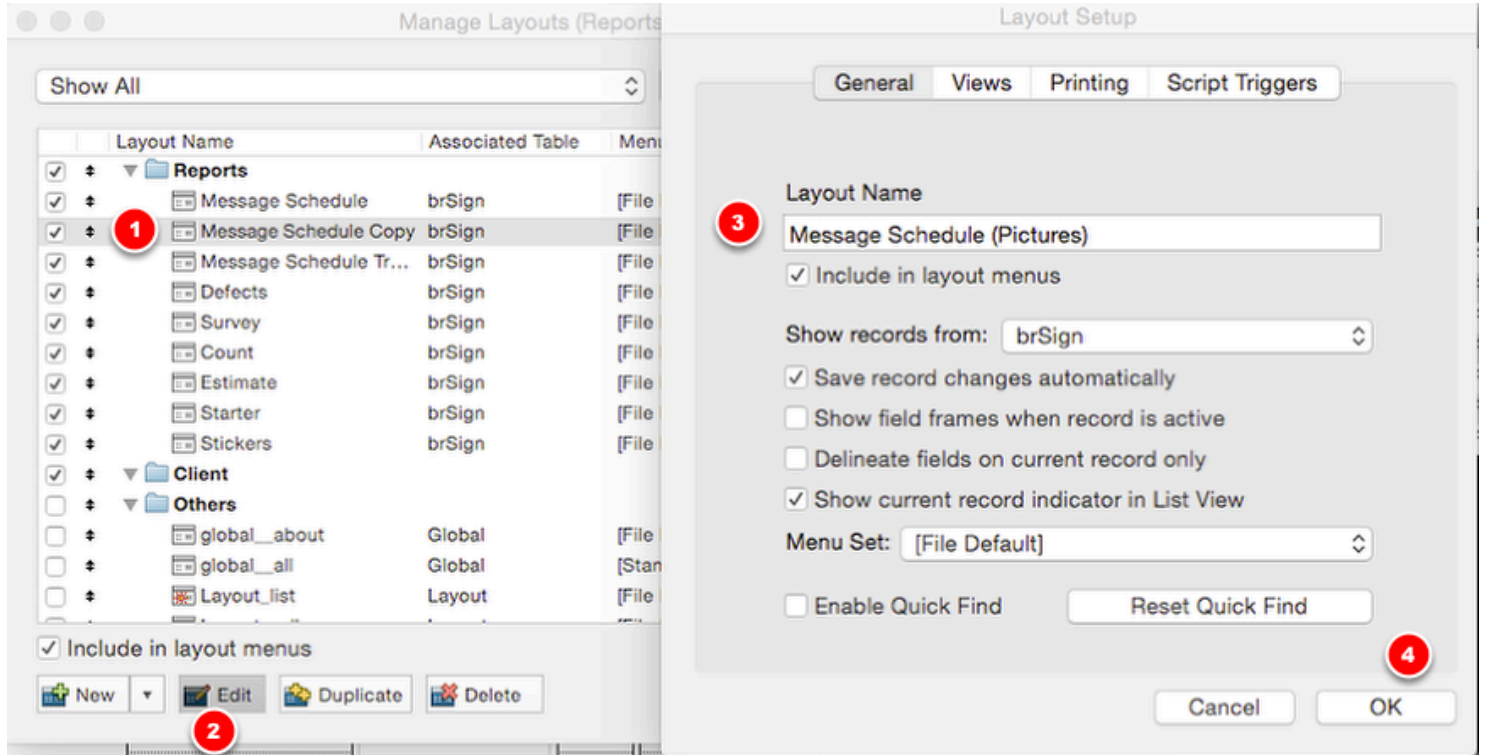 Manage Layouts (Reports
Show All
Layout Name Associated Table Menu
Reports
Message Schedule brSign [File
1 Message Schedule Copy brSign [File
Message Schedule Tr... brSign [File
Defects brSign [File
Survey brSign [File
Count brSign [File
Estimate brSign [File
Starter brSign [File
Stickers brSign [File
Client
Others
global__about Global [File
global__all Global [Stan
Layout_list Layout [File
Include in layout menus
New Edit Duplicate Delete
2
Layout Setup
General Views Printing Script Triggers
Layout Name
3 Message Schedule (Pictures)
Include in layout menus
Show records from: brSign
Save record changes automatically
Show field frames when record is active
Delineate fields on current record only
Show current record indicator in List View
Menu Set: [File Default]
Enable Quick Find Reset Quick Find
4
Cancel OK